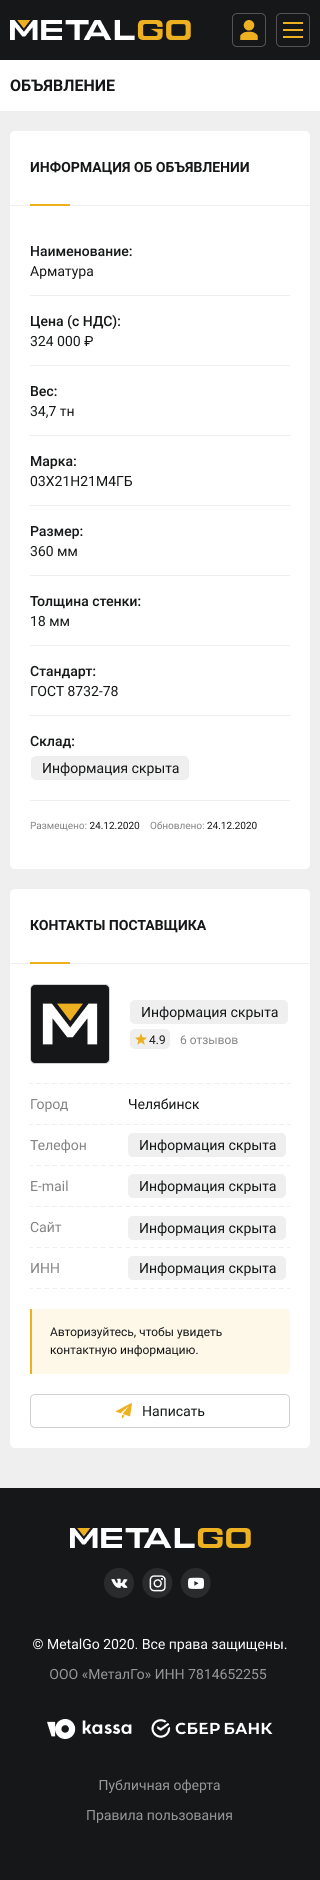 METALGO
ОБЪЯВЛЕНИЕ
ИНФОРМАЦИЯ ОБ ОБЪЯВЛЕНИИ
Наименование:
Арматура
Цена (с НДС):
324 000 ₽
Вес:
34,7 тн
Марка:
03Х21Н21М4ГБ
Размер:
360 мм
Толщина стенки:
18 мм
Стандарт:
ГОСТ 8732-78
Склад:
Информация скрыта
Размещено: 24.12.2020 Обновлено: 24.12.2020
КОНТАКТЫ ПОСТАВЩИКА
Информация скрыта
4.9 6 отзывов
Город Челябинск
Телефон Информация скрыта
E-mail Информация скрыта
Сайт Информация скрыта
ИНН Информация скрыта
Авторизуйтесь, чтобы увидеть
контактную информацию.
Написать
METALGO
© MetalGo 2020. Все права защищены.
ООО «МеталГо» ИНН 7814652255
Ю kassa СБЕР БАНК
Публичная оферта
Правила пользования